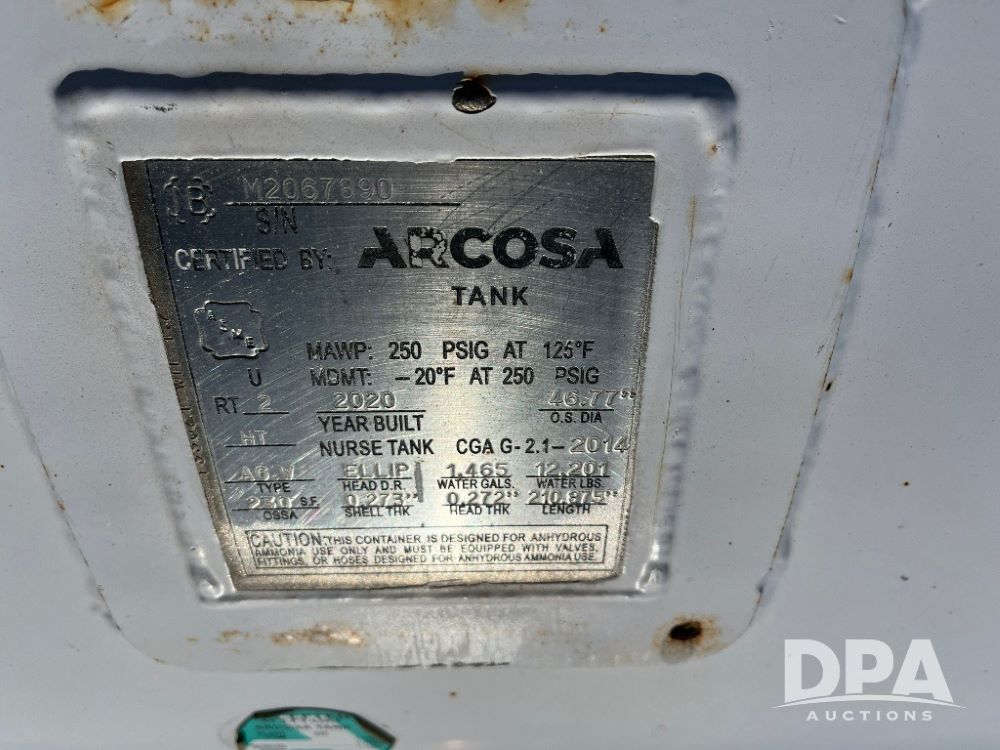 M2067690
S/N
CERTIFIED BY: ARCOSA
TANK
ASME
MAWP: 250 PSIG AT 125°F
U MDMT: -20°F AT 250 PSIG
RT 2 2020 46.77"
YEAR BUILT O.S. DIA
HT NURSE TANK CGA G-2.1-2014
ELLIP 1,465 12,201
TYPE HEAD D.R. WATER GALS. WATER LBS.
230 S.F. 0.273" 0.272" 210.875"
OSSA SHELL THK HEAD THK LENGTH
CAUTION: THIS CONTAINER IS DESIGNED FOR ANHYDROUS
AMMONIA USE ONLY AND MUST BE EQUIPPED WITH VALVES,
FITTINGS, OR HOSES DESIGNED FOR ANHYDROUS AMMONIA USE.
DPA
AUCTIONS